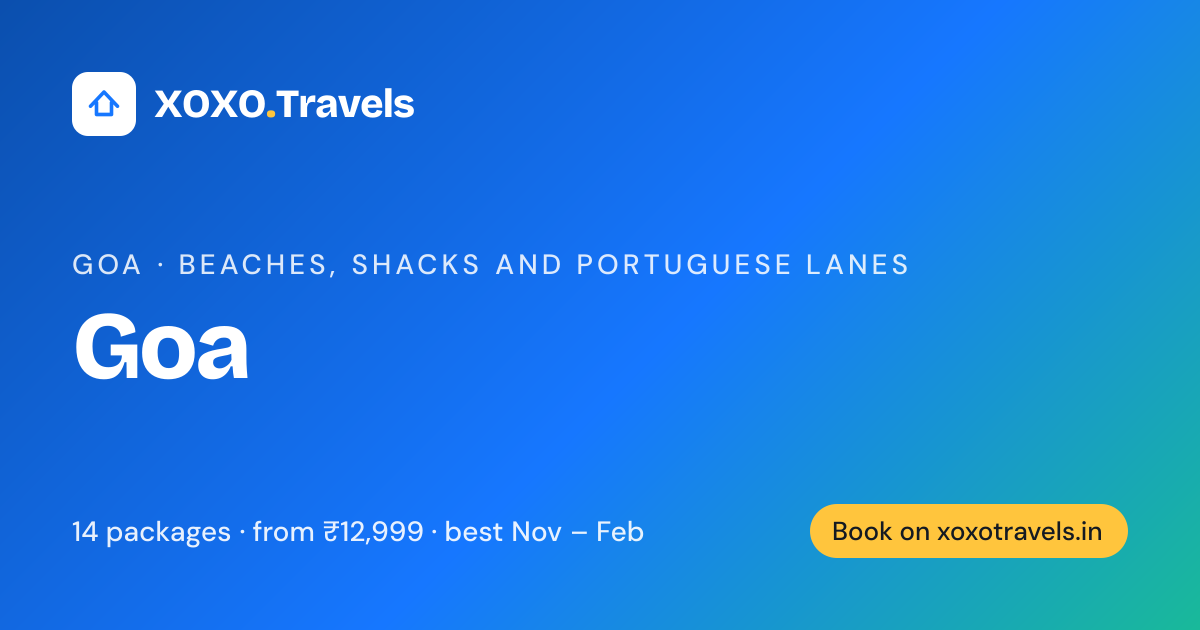 XOXO.Travels
GOA · BEACHES, SHACKS AND PORTUGUESE LANES
Goa
14 packages · from ₹12,999 · best Nov – Feb
Book on xoxotravels.in